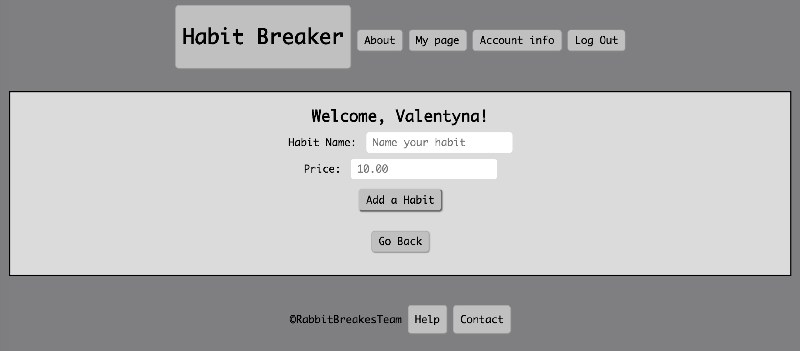 Habit Breaker About My page Account info Log Out
Welcome, Valentyna!
Habit Name: Name your habit
Price: 10.00
Add a Habit
Go Back
©RabbitBreakesTeam Help Contact